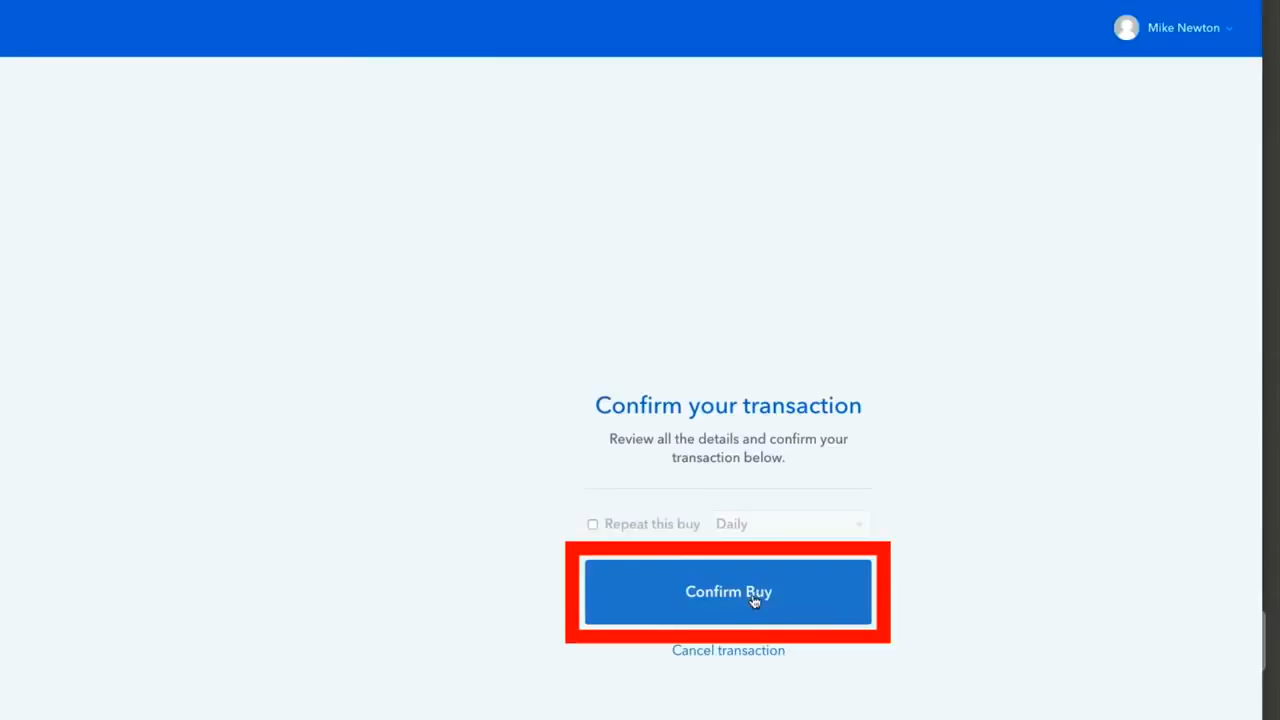 Mike Newton
Confirm your transaction
Review all the details and confirm your
transaction below.
Repeat this buy Daily
Confirm Buy
Cancel transaction